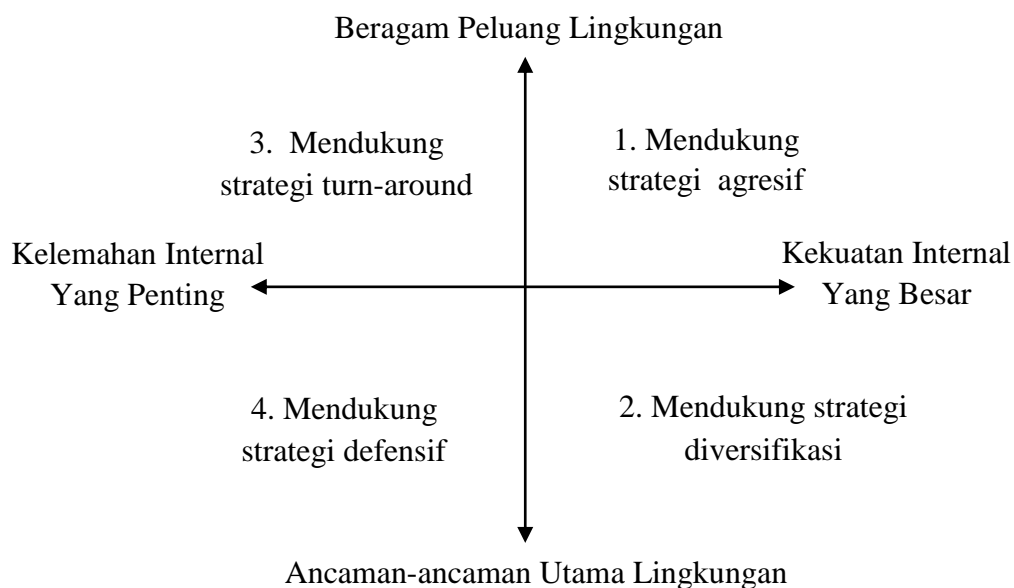 Beragam Peluang Lingkungan
3. Mendukung
strategi turn-around
1. Mendukung
strategi agresif
Kelemahan Internal
Yang Penting
Kekuatan Internal
Yang Besar
4. Mendukung
strategi defensif
2. Mendukung strategi
diversifikasi
Ancaman-ancaman Utama Lingkungan